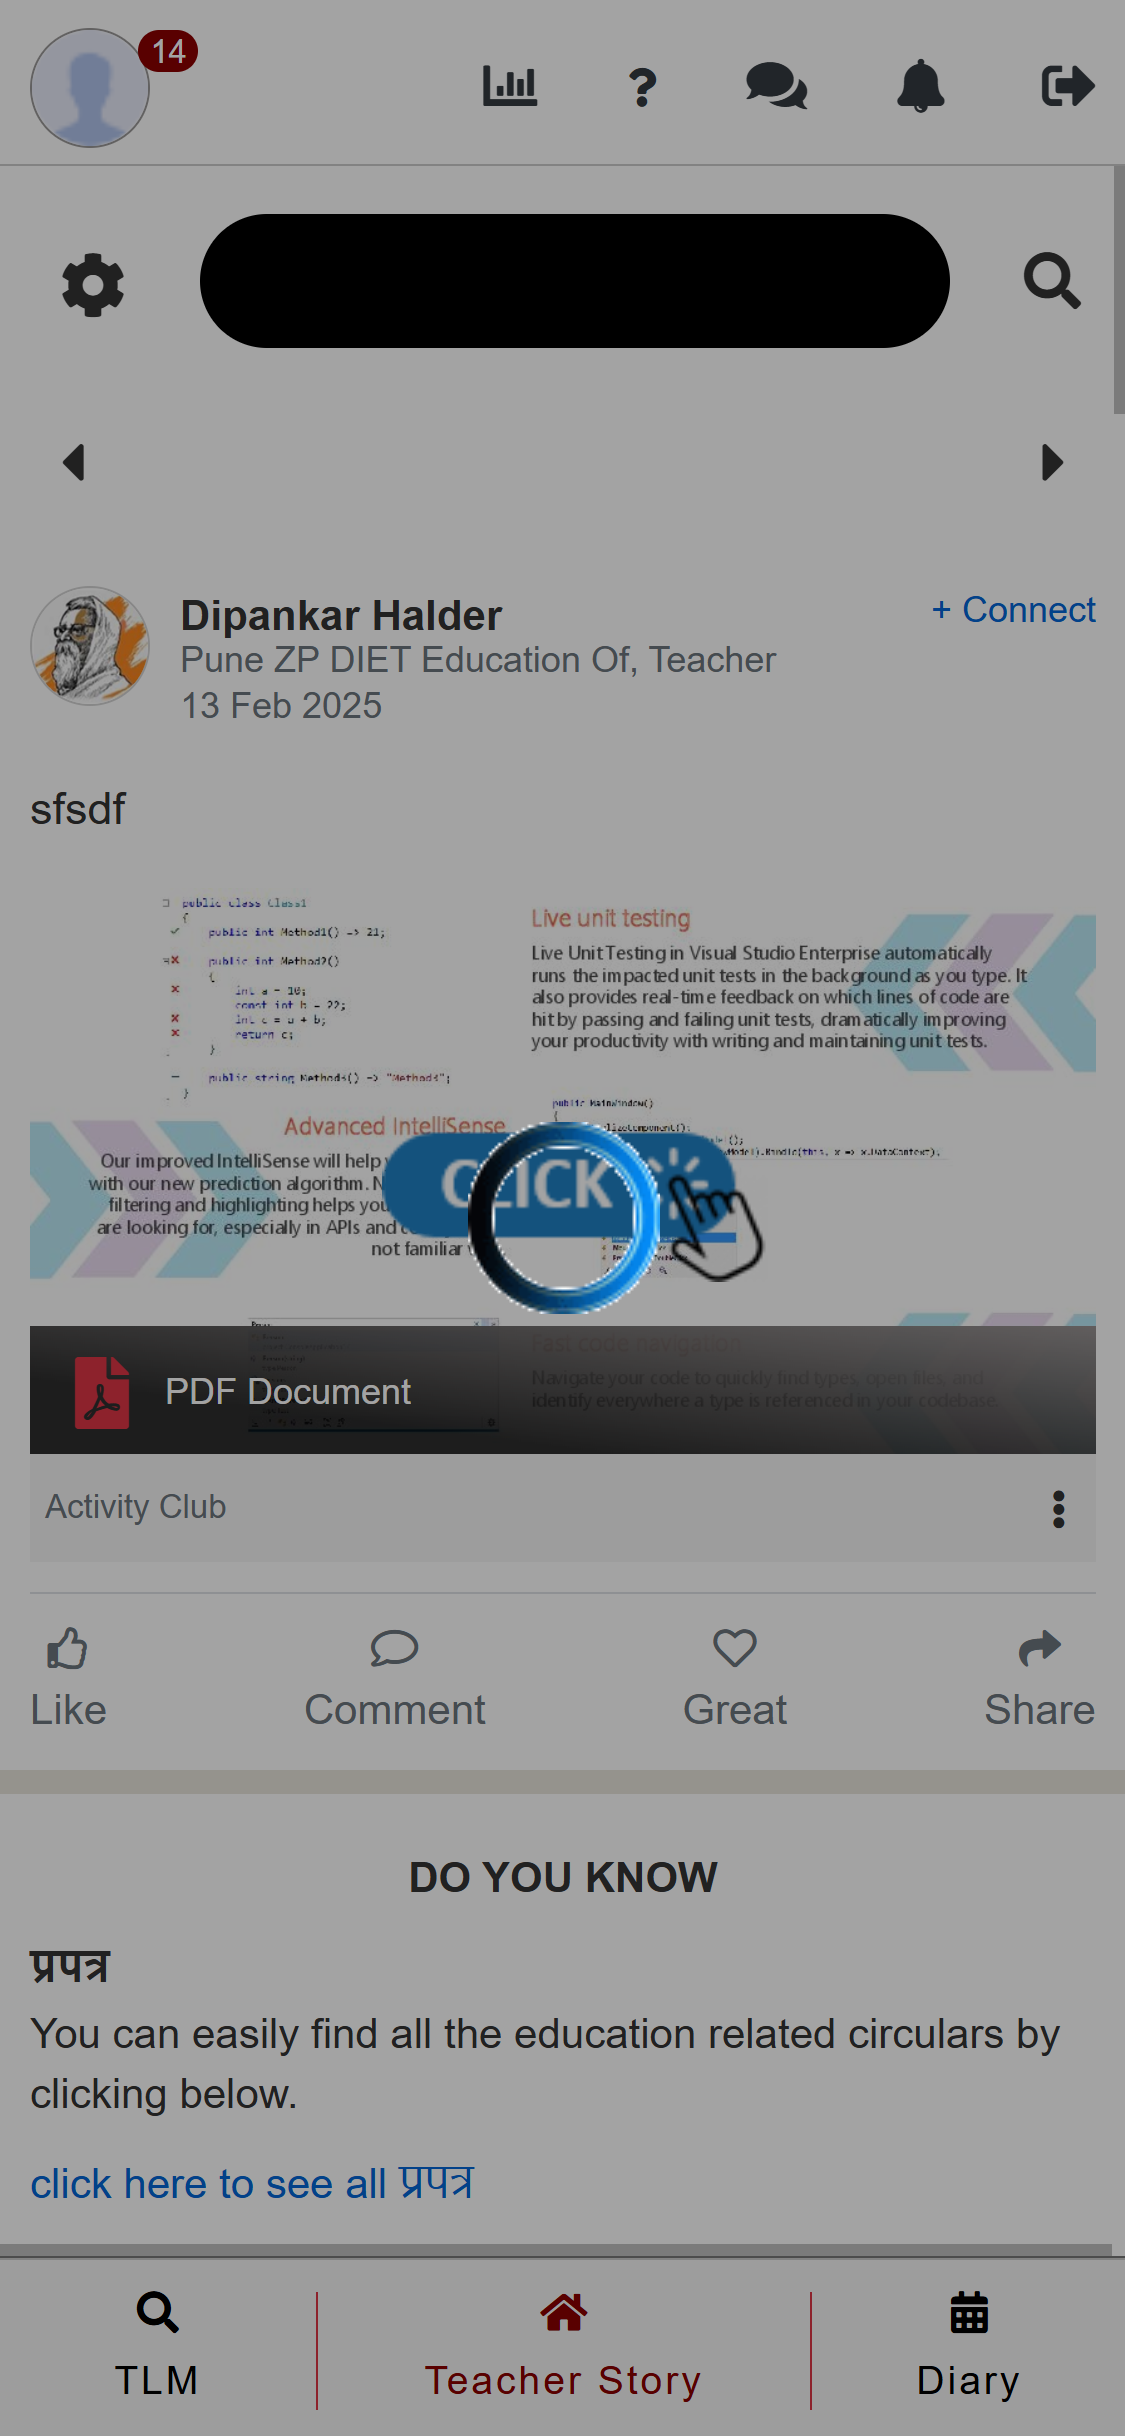 14
Dipankar Halder
+ Connect
Pune ZP DIET Education Of, Teacher
13 Feb 2025
sfsdf
public class Class1
{
public int Method1() => 21;
public int Method2()
{
int a = 10;
const int b = 22;
int c = a + b;
return c;
}
public string Method3() => "Method3";
}
Live unit testing
Live Unit Testing in Visual Studio Enterprise automatically
runs the impacted unit tests in the background as you type. It
also provides real-time feedback on which lines of code are
hit by passing and failing unit tests, dramatically improving
your productivity with writing and maintaining unit tests.
public MainWindow()
{
Advanced IntelliSense
Our improved IntelliSense will help
with our new prediction algorithm.
filtering and highlighting helps you
are looking for, especially in APIs and
not familiar
CLICK
Fast code navigation
Navigate your code to quickly find types, open files, and
identify everywhere a type is referenced in your codebase.
PDF Document
Activity Club
Like
Comment
Great
Share
DO YOU KNOW
प्रपत्र
You can easily find all the education related circulars by
clicking below.
click here to see all प्रपत्र
TLM
Teacher Story
Diary